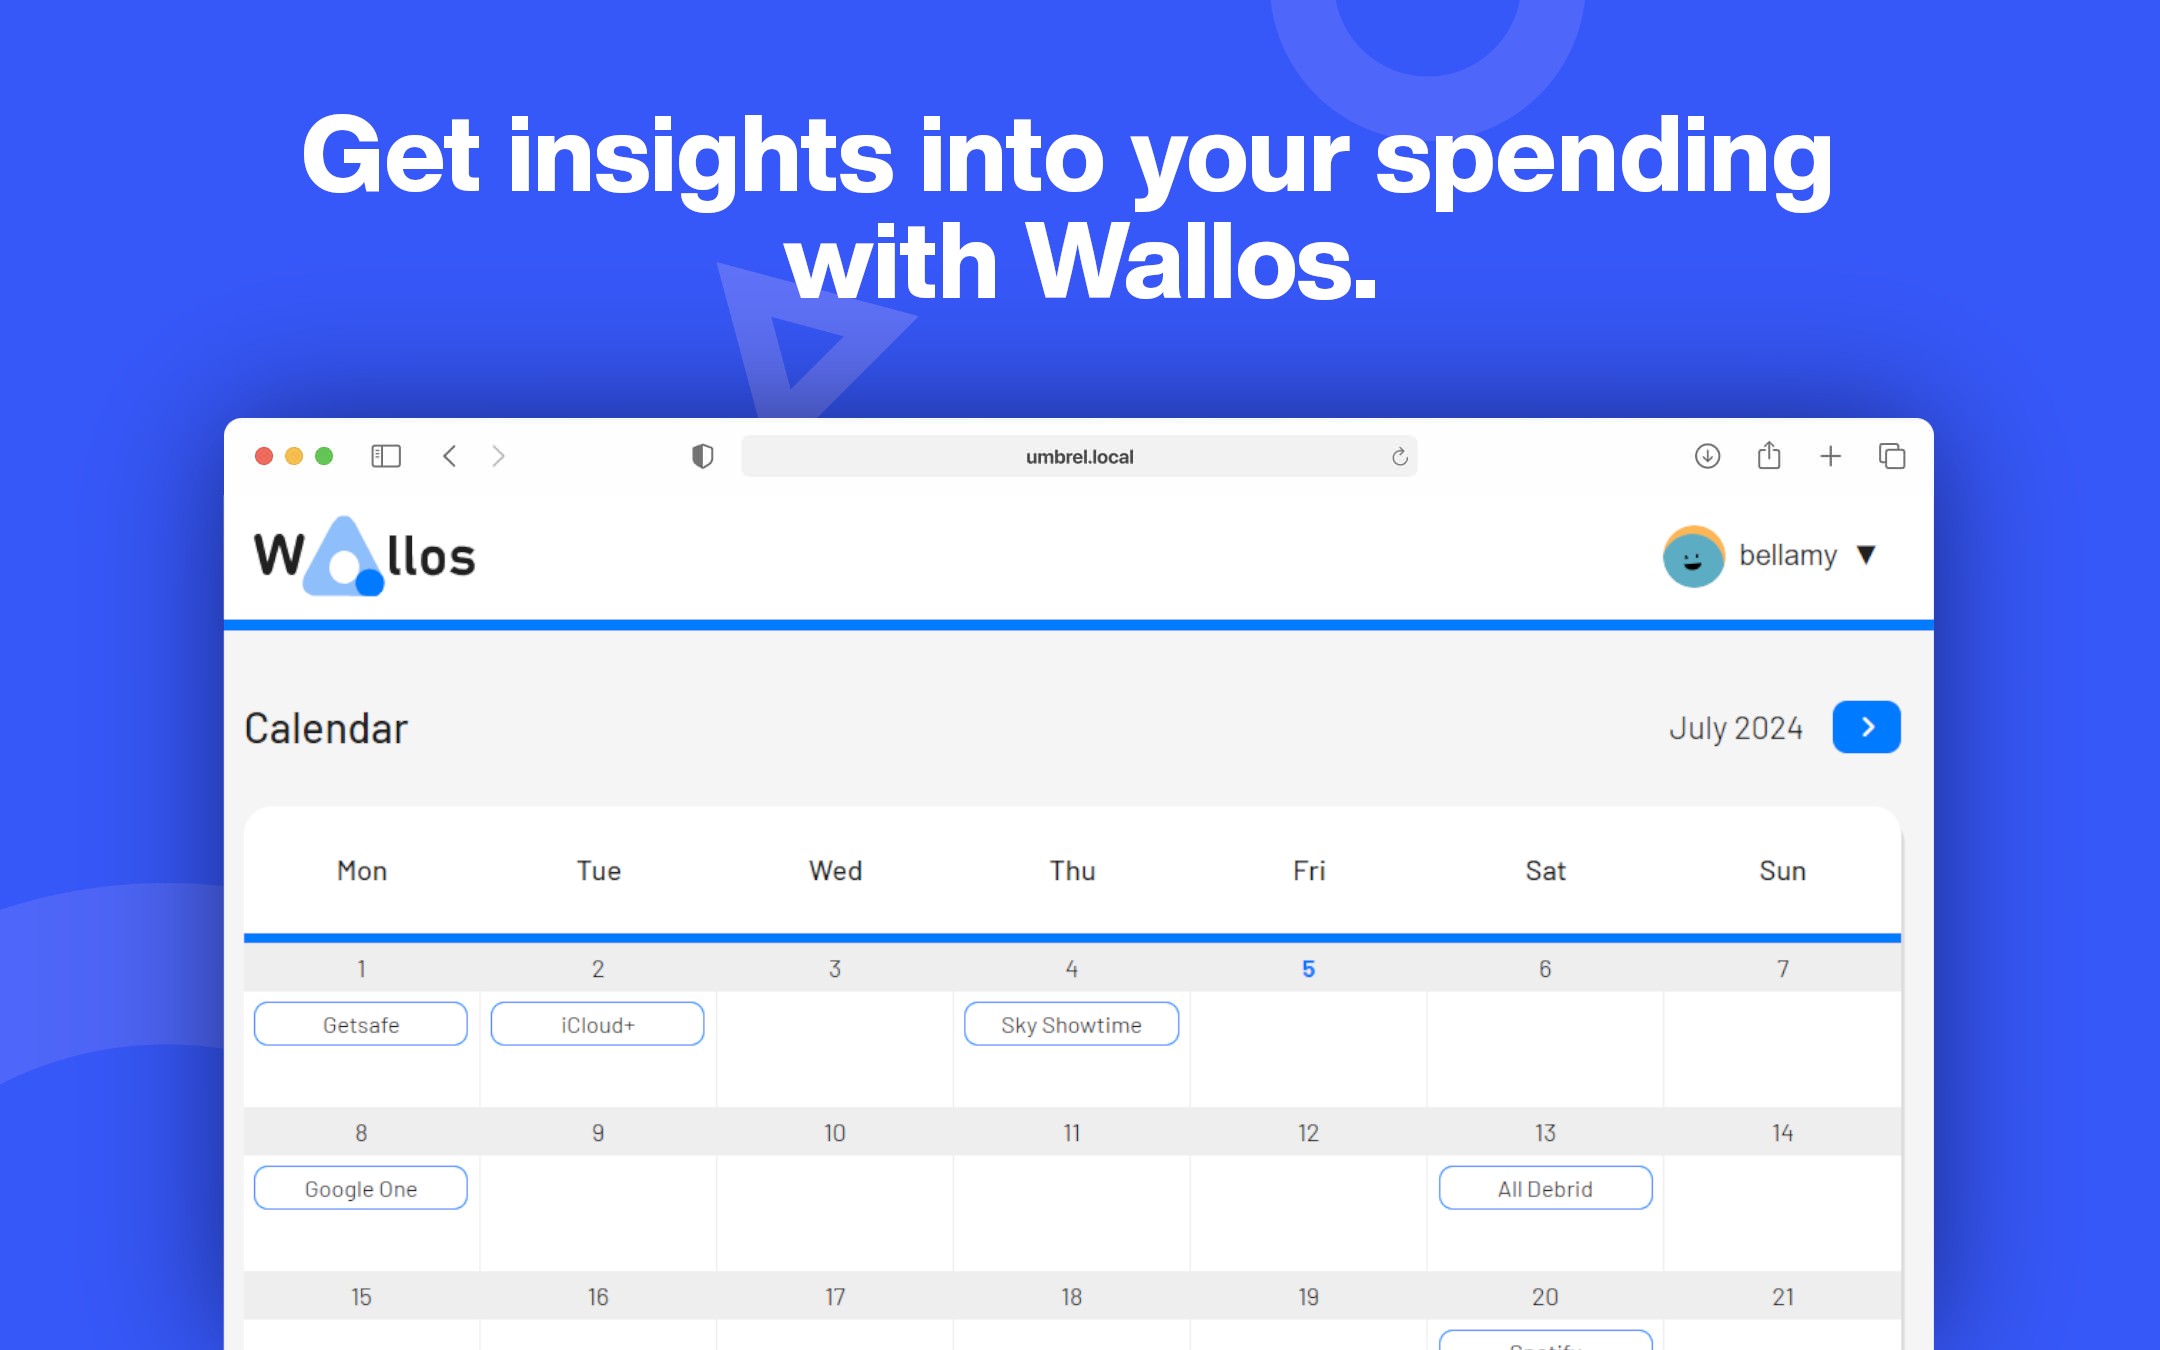 Get insights into your spending
with Wallos.
umbrel.local
Wallos
bellamy ▼
Calendar
July 2024
Mon Tue Wed Thu Fri Sat Sun
1 2 3 4 5 6 7
Getsafe iCloud+ Sky Showtime
8 9 10 11 12 13 14
Google One All Debrid
15 16 17 18 19 20 21